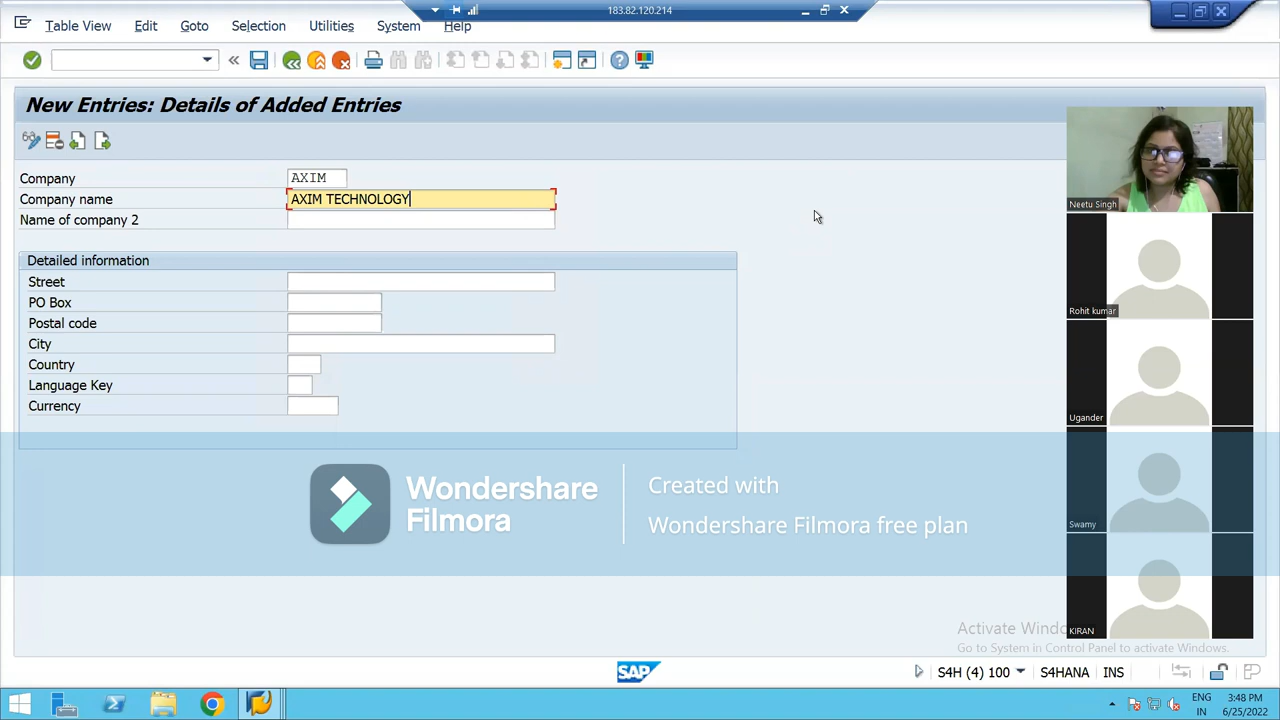 183.82.120.214
Table View Edit Goto Selection Utilities System Help
New Entries: Details of Added Entries
Company AXIM
Company name AXIM TECHNOLOGY
Name of company 2
Detailed information
Street
PO Box
Postal code
City
Country
Language Key
Currency
Neetu Singh
Rohit kumar
Ugander
Swamy
KIRAN
Wondershare
Filmora
Created with
Wondershare Filmora free plan
Activate Windo
Go to System in Control Panel to activate Windows.
SAP
S4H (4) 100 S4HANA INS
ENG 3:48 PM
IN 6/25/2022